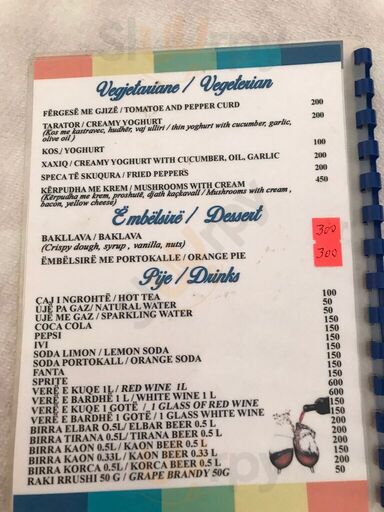 Vegjetariane / Vegeterian
FËRGESË ME GJIZË / TOMATOE AND PEPPER CURD 200
TARATOR / CREAMY YOGHURT 200
(Kos me kastravec, hudhër, vaj ulliri / thin yoghurt with cucumber, garlic,
olive oil )
KOS / YOGHURT 100
XAXIQ / CREAMY YOGHURT WITH CUCUMBER, OIL, GARLIC 200
SPECA TË SKUQURA / FRIED PEPPERS 200
KËRPUDHA ME KREM / MUSHROOMS WITH CREAM 450
(Kërpudha me krem, proshutë, djath kaçkavall / Mushrooms with cream ,
bacon, yellow cheese)
Ëmbëlsirë / Dessert
BAKLLAVA / BAKLAVA 300
(Crispy dough, syrup , vanilla, nuts)
ËMBËLSIRË ME PORTOKALLE / ORANGE PIE 300
Pije / Drinks
ÇAJ I NGROHTË / HOT TEA 100
UJË PA GAZ/ NATURAL WATER 50
UJË ME GAZ / SPARKLING WATER 50
COCA COLA 150
PEPSI 150
IVI 150
SODA LIMON / LEMON SODA 150
SODA PORTOKALL / ORANGE SODA 150
FANTA 150
SPRITE 150
VERË E KUQE 1L / RED WINE 1L 600
VERË E BARDHË 1 L / WHITE WINE 1 L 600
VERË E KUQE 1 GOTË / 1 GLASS OF RED WINE 150
VERË E BARDHË 1 GOTË / 1 GLASS WHITE WINE 150
BIRRA ELBAR O.5L/ ELBAR BEER 0.5 L 200
BIRRA TIRANA 0.5L / TIRANA BEER 0.5 L 200
BIRRA KAON 0.5L / KAON BEER 0.5 L 200
BIRRA KAON 0.33L / KAON BEER 0.33 L 150
BIRRA KORCA 0.5L / KORÇA BEER 0.5 L 200
RAKI RRUSHI 50 G / GRAPE BRANDY 50G 50